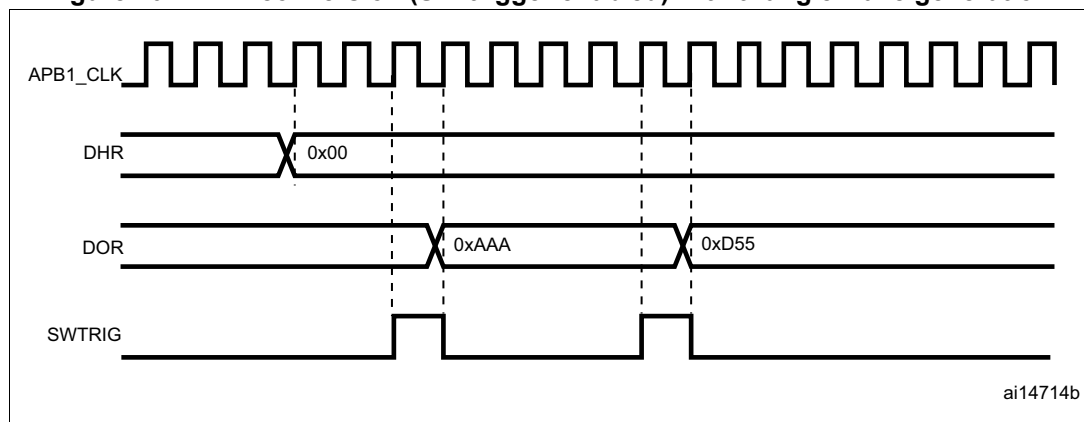 APB1_CLK
DHR
0x00
DOR
0xAAA
0xD55
SWTRIG
ai14714b